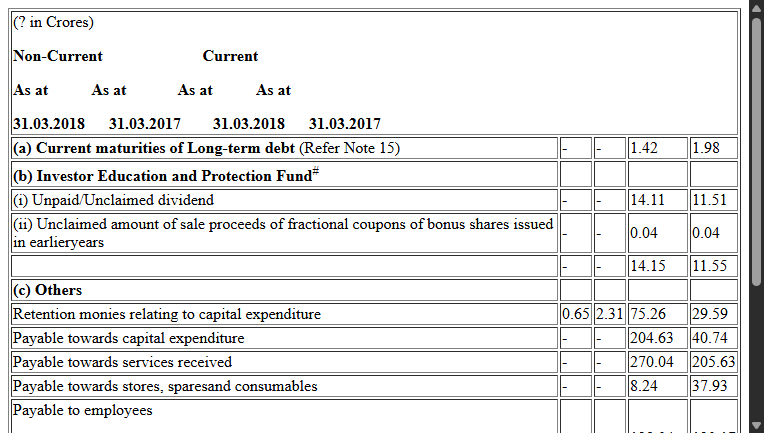 (? in Crores)
Non-Current Current
As at As at As at As at
31.03.2018 31.03.2017 31.03.2018 31.03.2017
(a) Current maturities of Long-term debt (Refer Note 15) - - 1.42 1.98
(b) Investor Education and Protection Fund#
(i) Unpaid/Unclaimed dividend - - 14.11 11.51
(ii) Unclaimed amount of sale proceeds of fractional coupons of bonus shares issued
in earlieryears - - 0.04 0.04
- - 14.15 11.55
(c) Others
Retention monies relating to capital expenditure 0.65 2.31 75.26 29.59
Payable towards capital expenditure - - 204.63 40.74
Payable towards services received - - 270.04 205.63
Payable towards stores, sparesand consumables - - 8.24 37.93
Payable to employees